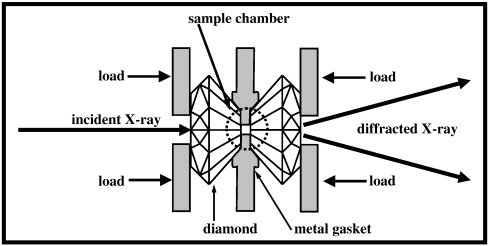 sample chamber
load
load
incident X-ray
diffracted X-ray
load
load
diamond
metal gasket